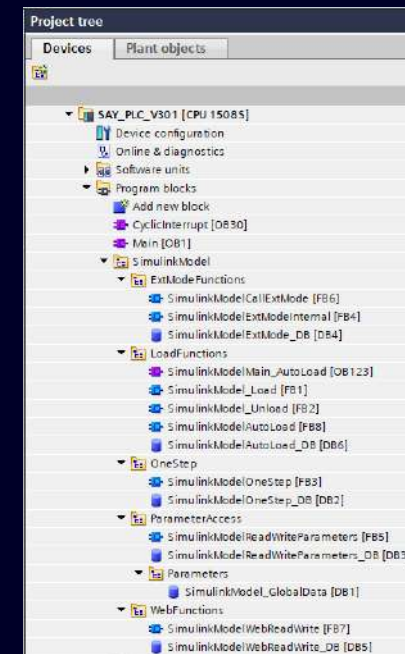 Project tree
Devices Plant objects
SAY_PLC_V301 [CPU 1508S]
Device configuration
Online & diagnostics
Software units
Program blocks
Add new block
CyclicInterrupt [OB30]
Main [OB1]
SimulinkModel
ExtModeFunctions
SimulinkModelCallExtMode [FB6]
SimulinkModelExtModeInternal [FB4]
SimulinkModelExtMode_DB [DB4]
LoadFunctions
SimulinkModelMain_AutoLoad [OB123]
SimulinkModel_Load [FB1]
SimulinkModel_Unload [FB2]
SimulinkModelAutoLoad [FB8]
SimulinkModelAutoLoad_DB [DB6]
OneStep
SimulinkModelOneStep [FB3]
SimulinkModelOneStep_DB [DB2]
ParameterAccess
SimulinkModelReadWriteParameters [FB5]
SimulinkModelReadWriteParameters_DB [DB3
Parameters
SimulinkModel_GlobalData [DB1]
WebFunctions
SimulinkModelWebReadWrite [FB7]
SimulinkModelWebReadWrite_DB [DB5]